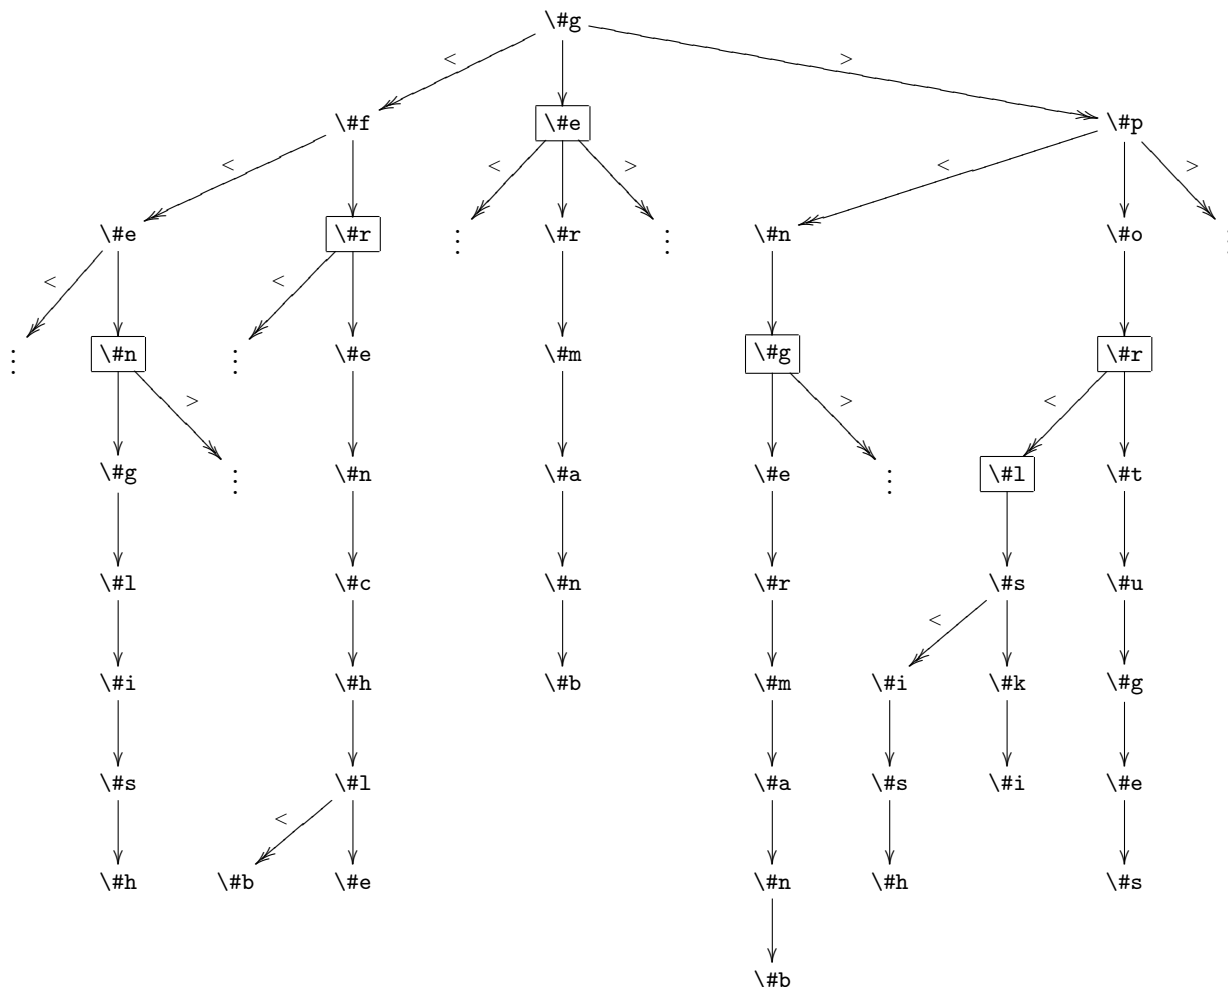 \#g
< >
\#f \#e \#p
< < > < >
\#e \#r ⋮ \#r ⋮ \#n \#o ⋮
< <
⋮ \#n ⋮ \#e \#m \#g \#r
> > <
\#g ⋮ \#n \#a \#e ⋮ \#l \#t
\#l \#c \#n \#r \#s \#u
<
\#i \#h \#b \#m \#i \#k \#g
\#s \#l \#a \#s \#i \#e
<
\#h \#b \#e \#n \#h \#s
\#b